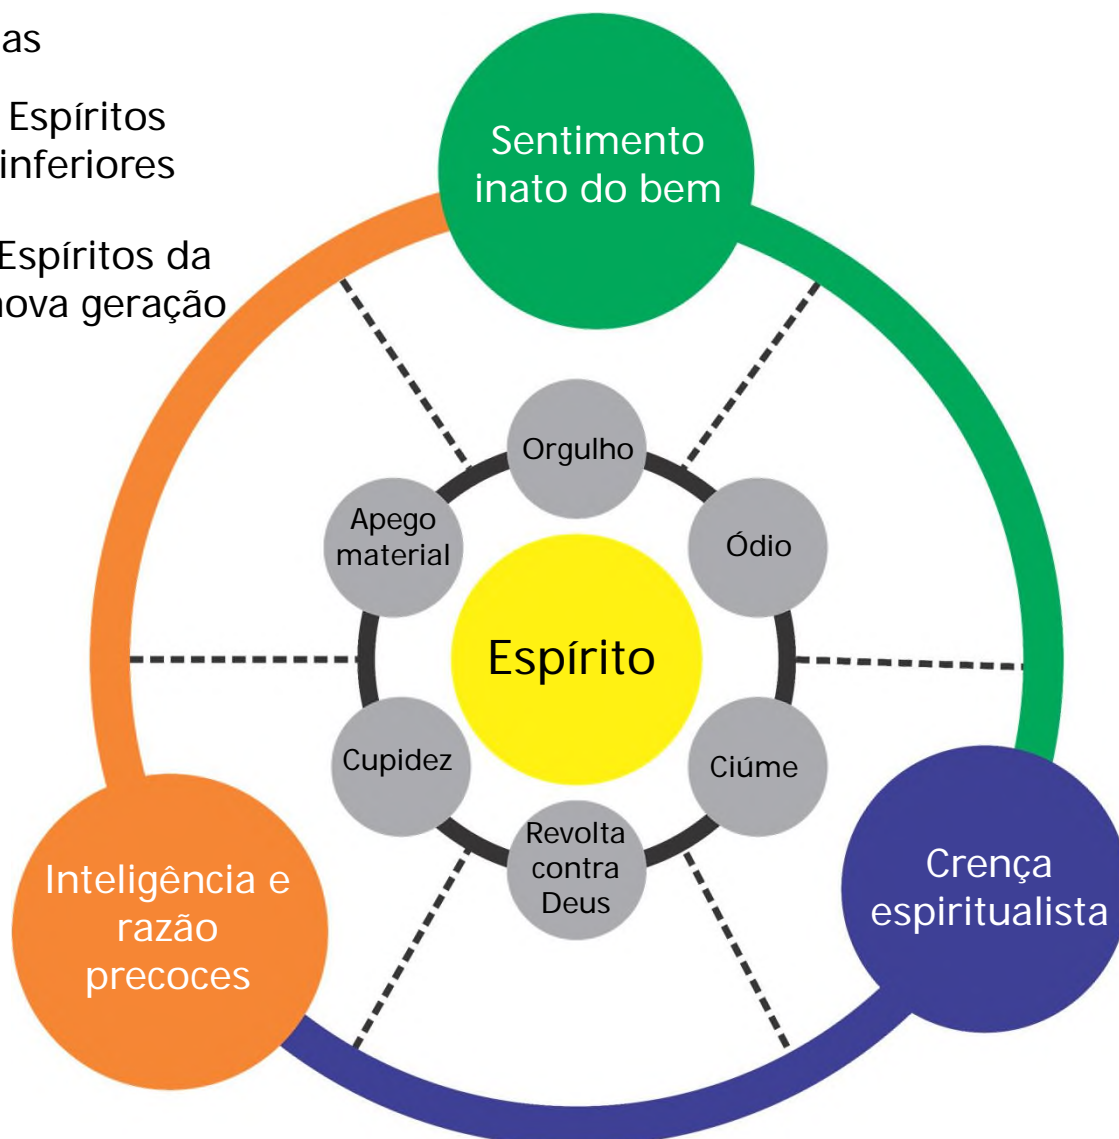 as
Espíritos
inferiores
Espíritos da
nova geração
Sentimento
inato do bem
Orgulho
Apego
material
Ódio
Espírito
Cupidez
Ciúme
Revolta
contra
Deus
Inteligência e
razão
precoces
Crença
espiritualista